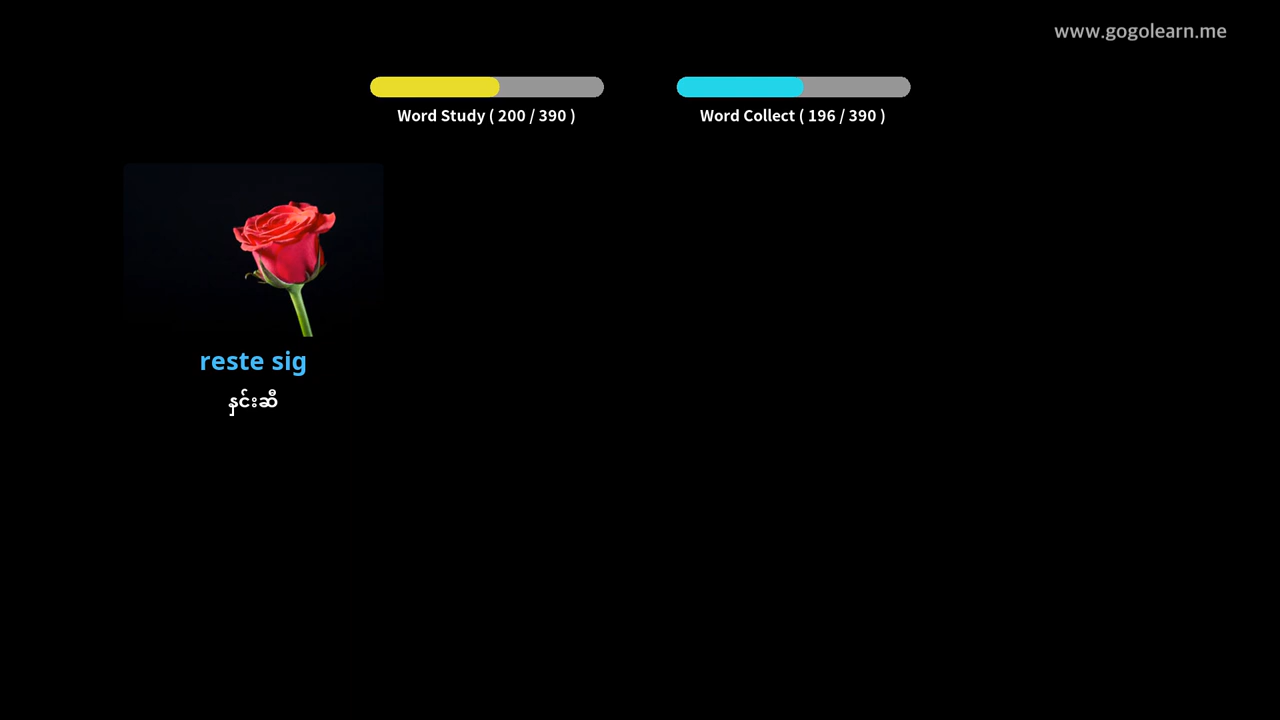 www.gogolearn.me
Word Study ( 200 / 390 )
Word Collect ( 196 / 390 )
reste sig
နှင်းဆီ